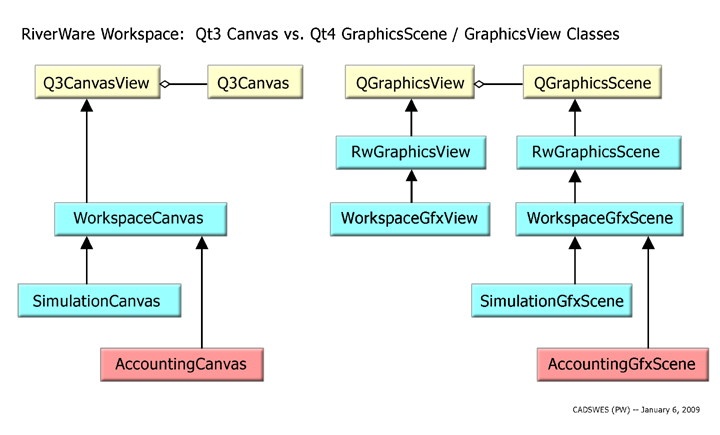 RiverWare Workspace: Qt3 Canvas vs. Qt4 GraphicsScene / GraphicsView Classes
Q3CanvasView
Q3Canvas
QGraphicsView
QGraphicsScene
RwGraphicsView
RwGraphicsScene
WorkspaceCanvas
WorkspaceGfxView
WorkspaceGfxScene
SimulationCanvas
SimulationGfxScene
AccountingCanvas
AccountingGfxScene
CADSWES (PW) -- January 6, 2009